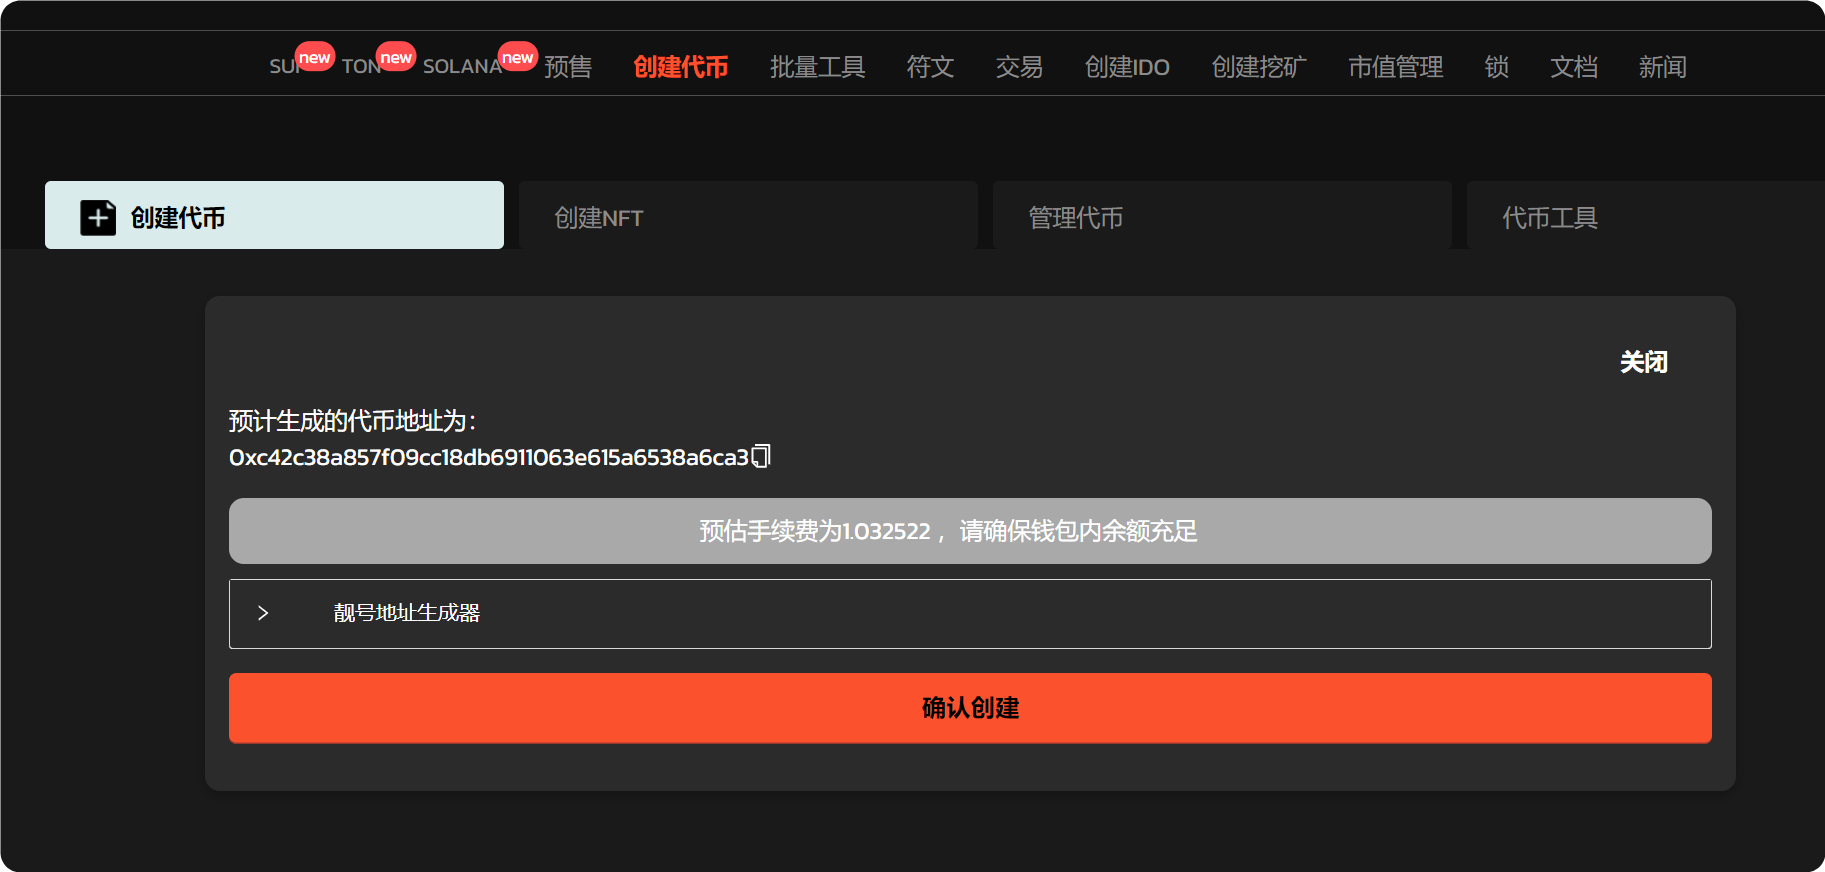 SUI new TON new SOLANA new 预售 创建代币 批量工具 符文 交易 创建IDO 创建挖矿 市值管理 锁 文档 新闻
创建代币 创建NFT 管理代币 代币工具
关闭
预计生成的代币地址为:
0xc42c38a857f09cc18db6911063e615a6538a6ca3
预估手续费为1.032522 ，请确保钱包内余额充足
靓号地址生成器
确认创建